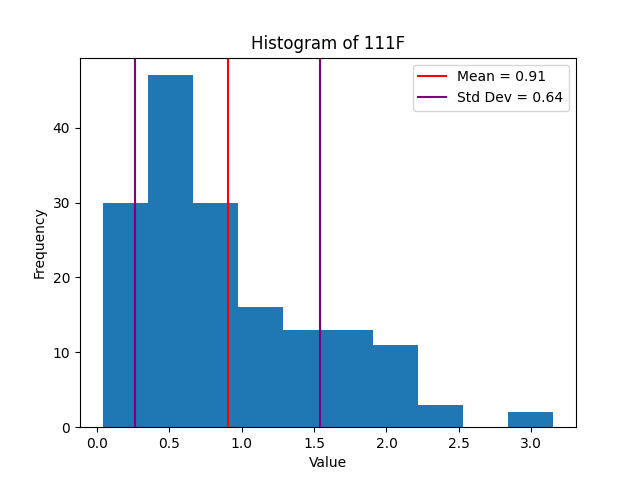 Histogram of 111F
Mean = 0.91
Std Dev = 0.64
Frequency
40
30
20
10
0
0.0 0.5 1.0 1.5 2.0 2.5 3.0
Value